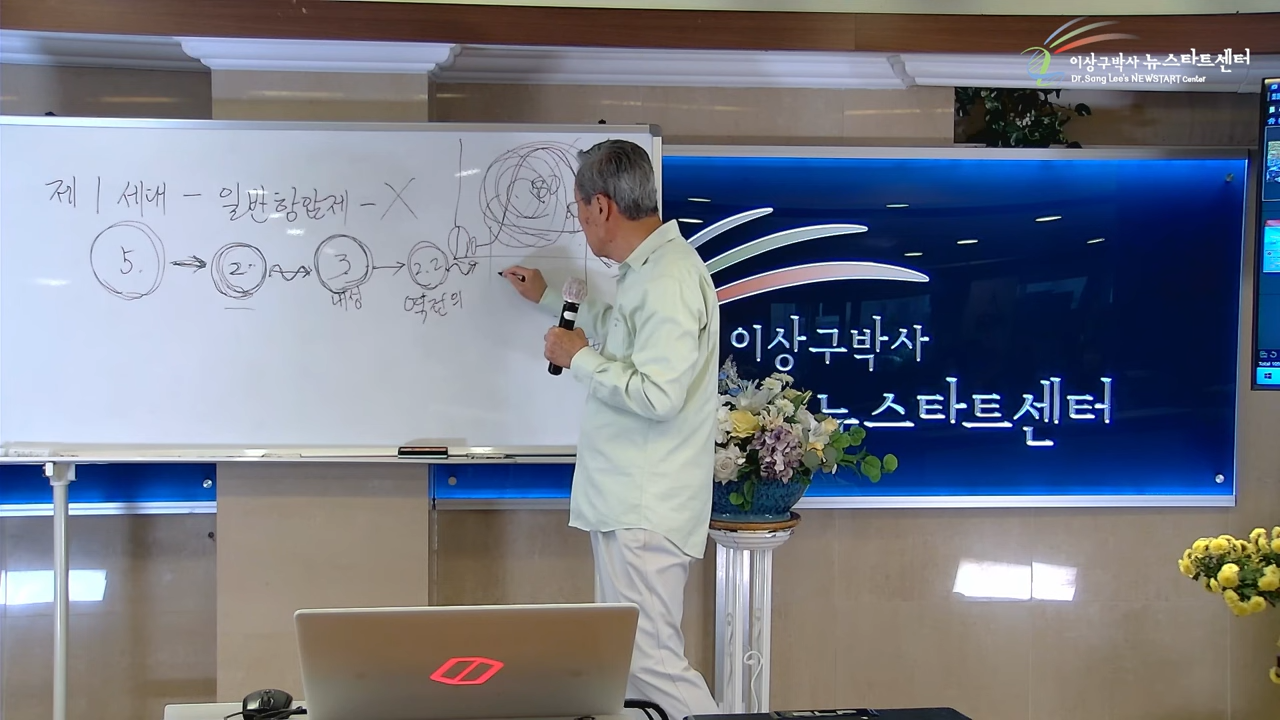 이상구박사 뉴스타트센터
Dr. Sang Lee's NEWSTART Center
제 1 세대 - 일반항암제 - X
5. → 2. → 3 → 2.2 →
80
내성
역전의
이상구박사
뉴스타트센터